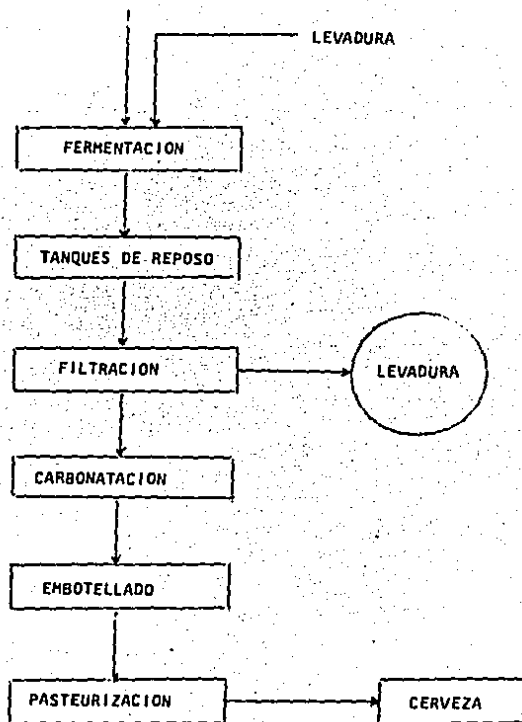 LEVADURA
FERMENTACION
TANQUES DE REPOSO
FILTRACION
LEVADURA
CARBONATACION
EMBOTELLADO
PASTEURIZACION
CERVEZA